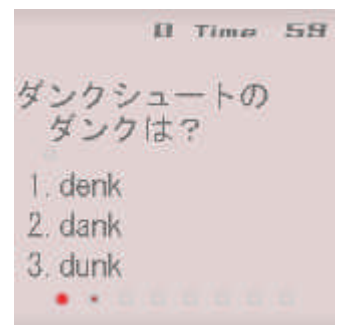 0 Time 59
ダンクシュートの
ダンクは？
1. denk
2. dank
3. dunk